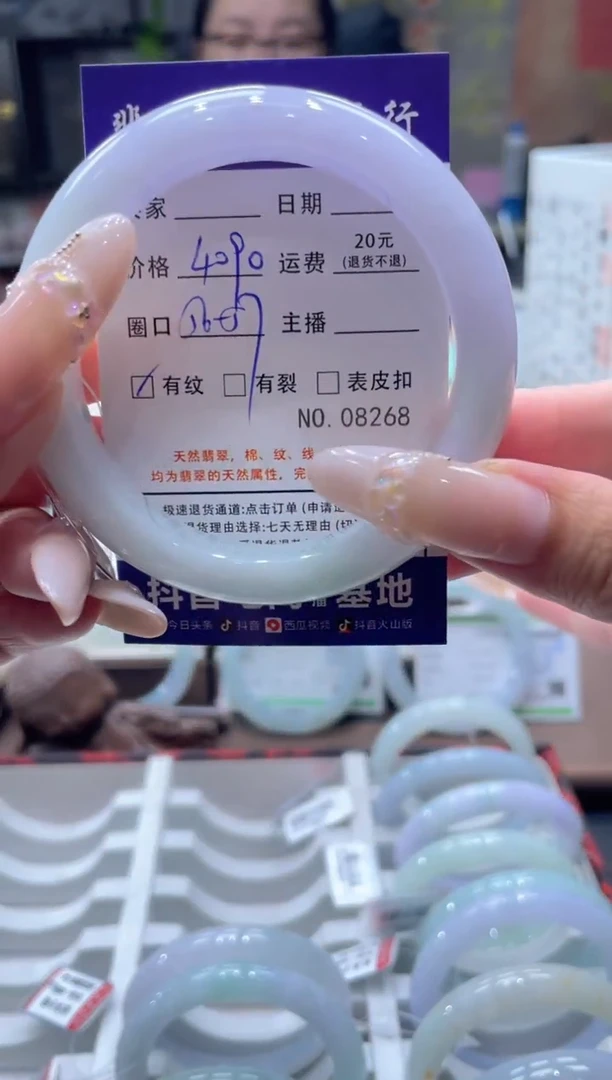 行
家 日期
价格 4090 运费 20元
(退货不退)
圈口 主播
有纹 有裂 表皮扣
NO. 08268
天然翡翠,棉、纹、线
均为翡翠的天然属性,完
极速退货通道:点击订单(申请
退货理由选择:七天无理由(
抖音 播基地
今日头条 抖音 西瓜视频 抖音火山版